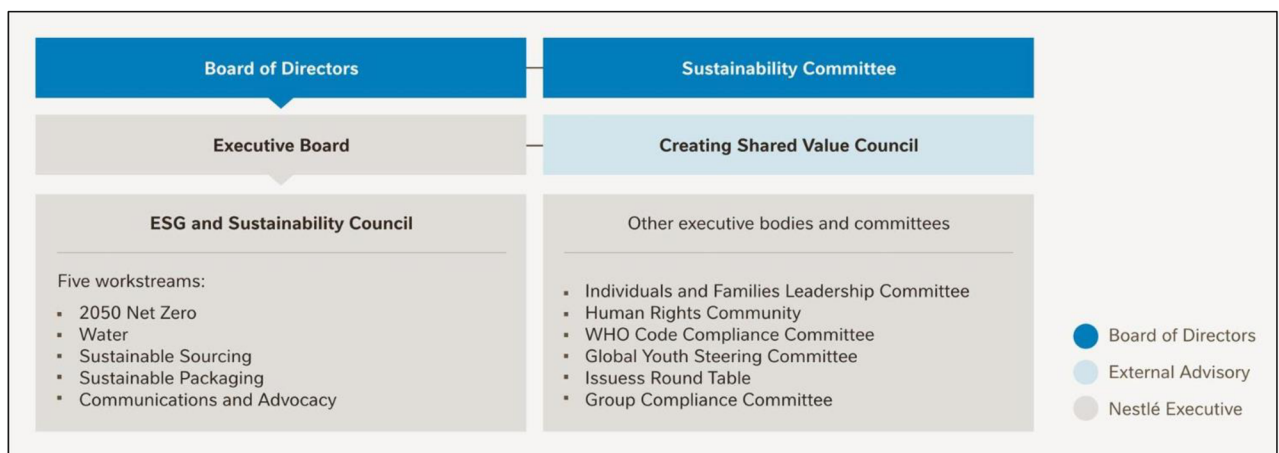 Board of Directors
Sustainability Committee
Executive Board
Creating Shared Value Council
ESG and Sustainability Council
Five workstreams:
▪ 2050 Net Zero
▪ Water
▪ Sustainable Sourcing
▪ Sustainable Packaging
▪ Communications and Advocacy
Other executive bodies and committees
▪ Individuals and Families Leadership Committee
▪ Human Rights Community
▪ WHO Code Compliance Committee
▪ Global Youth Steering Committee
▪ Issuess Round Table
▪ Group Compliance Committee
Board of Directors
External Advisory
Nestlé Executive